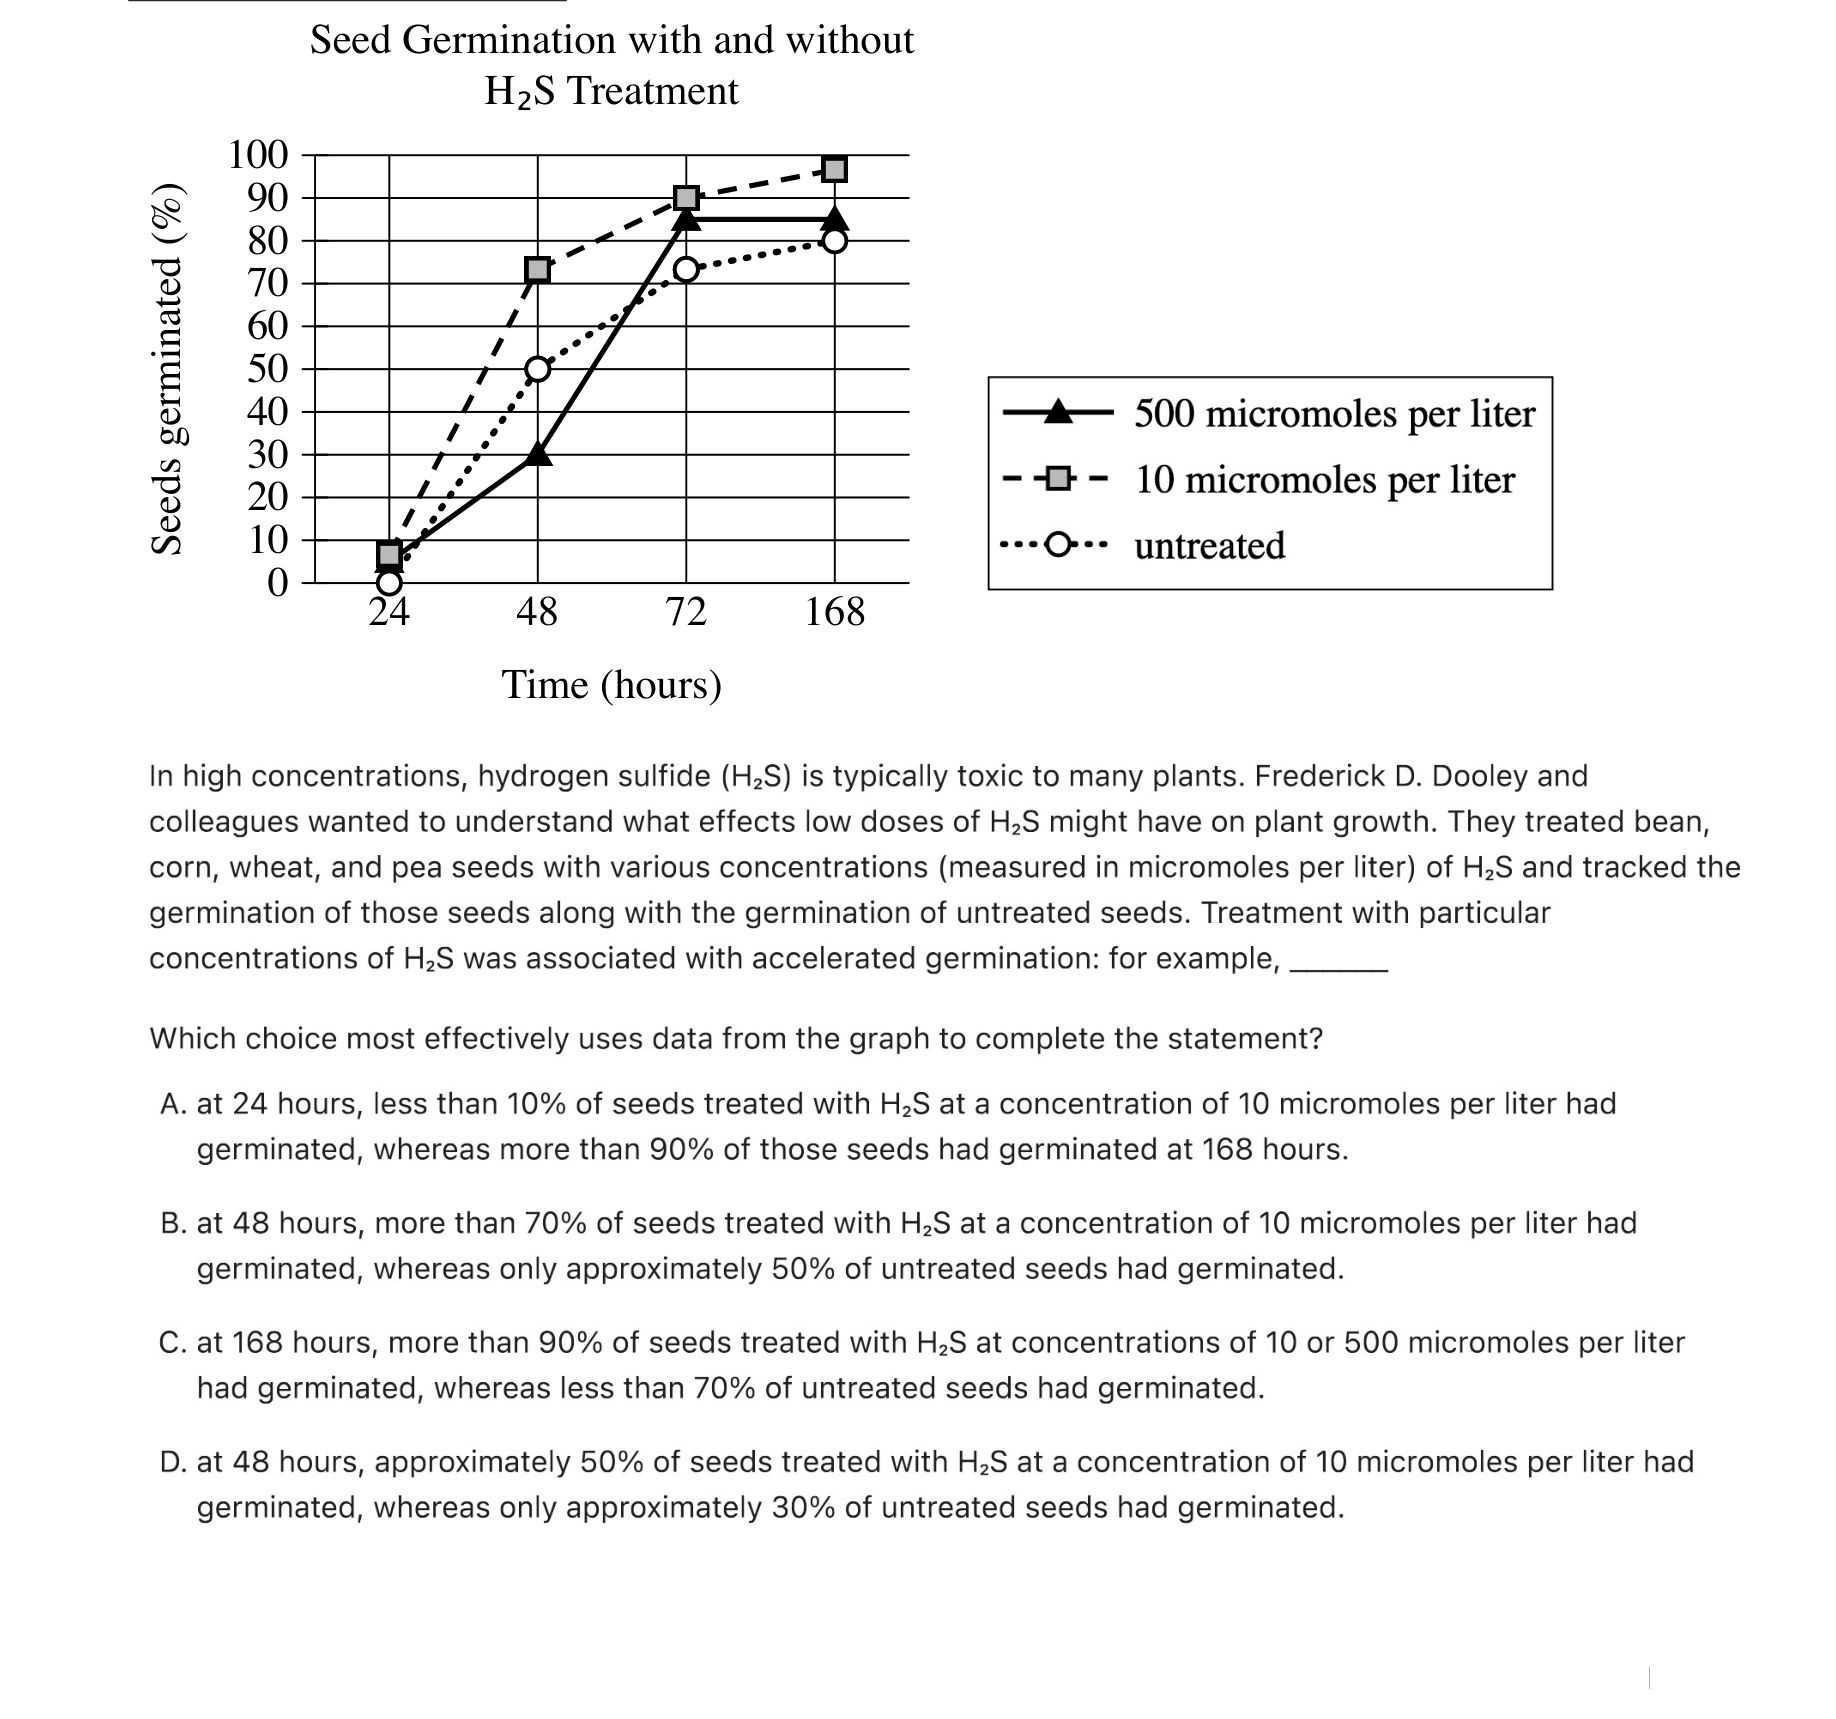 Seed Germination with and without
H₂S Treatment
100
90
80
70
60
50
40
30
20
10
0
Seeds germinated (%)
24 48 72 168
Time (hours)
500 micromoles per liter
10 micromoles per liter
untreated
In high concentrations, hydrogen sulfide (H₂S) is typically toxic to many plants. Frederick D. Dooley and
colleagues wanted to understand what effects low doses of H₂S might have on plant growth. They treated bean,
corn, wheat, and pea seeds with various concentrations (measured in micromoles per liter) of H₂S and tracked the
germination of those seeds along with the germination of untreated seeds. Treatment with particular
concentrations of H₂S was associated with accelerated germination: for example, ______
Which choice most effectively uses data from the graph to complete the statement?
A. at 24 hours, less than 10% of seeds treated with H₂S at a concentration of 10 micromoles per liter had
germinated, whereas more than 90% of those seeds had germinated at 168 hours.
B. at 48 hours, more than 70% of seeds treated with H₂S at a concentration of 10 micromoles per liter had
germinated, whereas only approximately 50% of untreated seeds had germinated.
C. at 168 hours, more than 90% of seeds treated with H₂S at concentrations of 10 or 500 micromoles per liter
had germinated, whereas less than 70% of untreated seeds had germinated.
D. at 48 hours, approximately 50% of seeds treated with H₂S at a concentration of 10 micromoles per liter had
germinated, whereas only approximately 30% of untreated seeds had germinated.